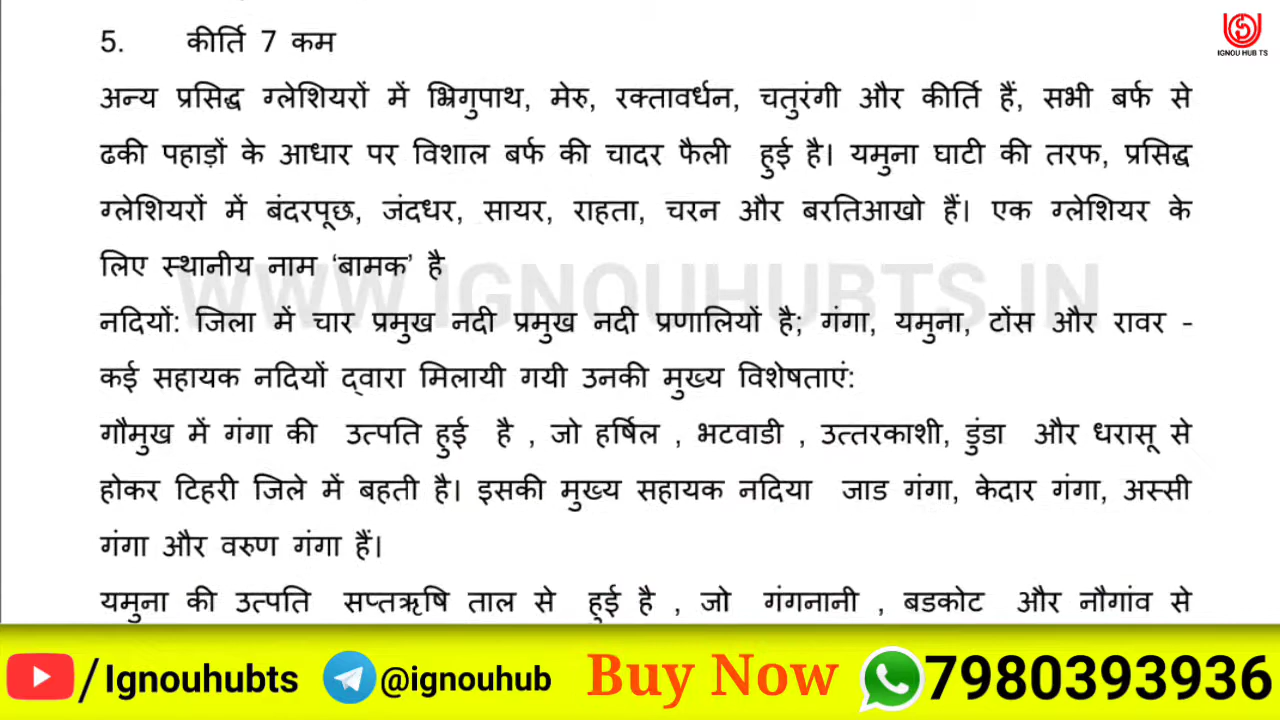 IGNOU HUB TS
5. कीर्ति 7 कम
अन्य प्रसिद्ध ग्लेशियरों में भ्रिगुपाथ, मेरु, रक्तावर्धन, चतुरंगी और कीर्ति हैं, सभी बर्फ से
ढकी पहाड़ों के आधार पर विशाल बर्फ की चादर फैली हुई है। यमुना घाटी की तरफ, प्रसिद्ध
ग्लेशियरों में बंदरपूछ, जंदधर, सायर, राहता, चरन और बरतिआखो हैं। एक ग्लेशियर के
लिए स्थानीय नाम ‘बामक’ है
WWW.IGNOUHUBTS.IN
नदियों: जिला में चार प्रमुख नदी प्रमुख नदी प्रणालियों है; गंगा, यमुना, टोंस और रावर -
कई सहायक नदियों द्वारा मिलायी गयी उनकी मुख्य विशेषताएं:
गौमुख में गंगा की उत्पति हुई है , जो हर्षिल , भटवाडी , उत्तरकाशी, डुंडा और धरासू से
होकर टिहरी जिले में बहती है। इसकी मुख्य सहायक नदिया जाड गंगा, केदार गंगा, अस्सी
गंगा और वरुण गंगा हैं।
यमुना की उत्पति सप्तऋषि ताल से हुई है , जो गंगनानी , बडकोट और नौगांव से
/Ignouhubts @ignouhub Buy Now 7980393936